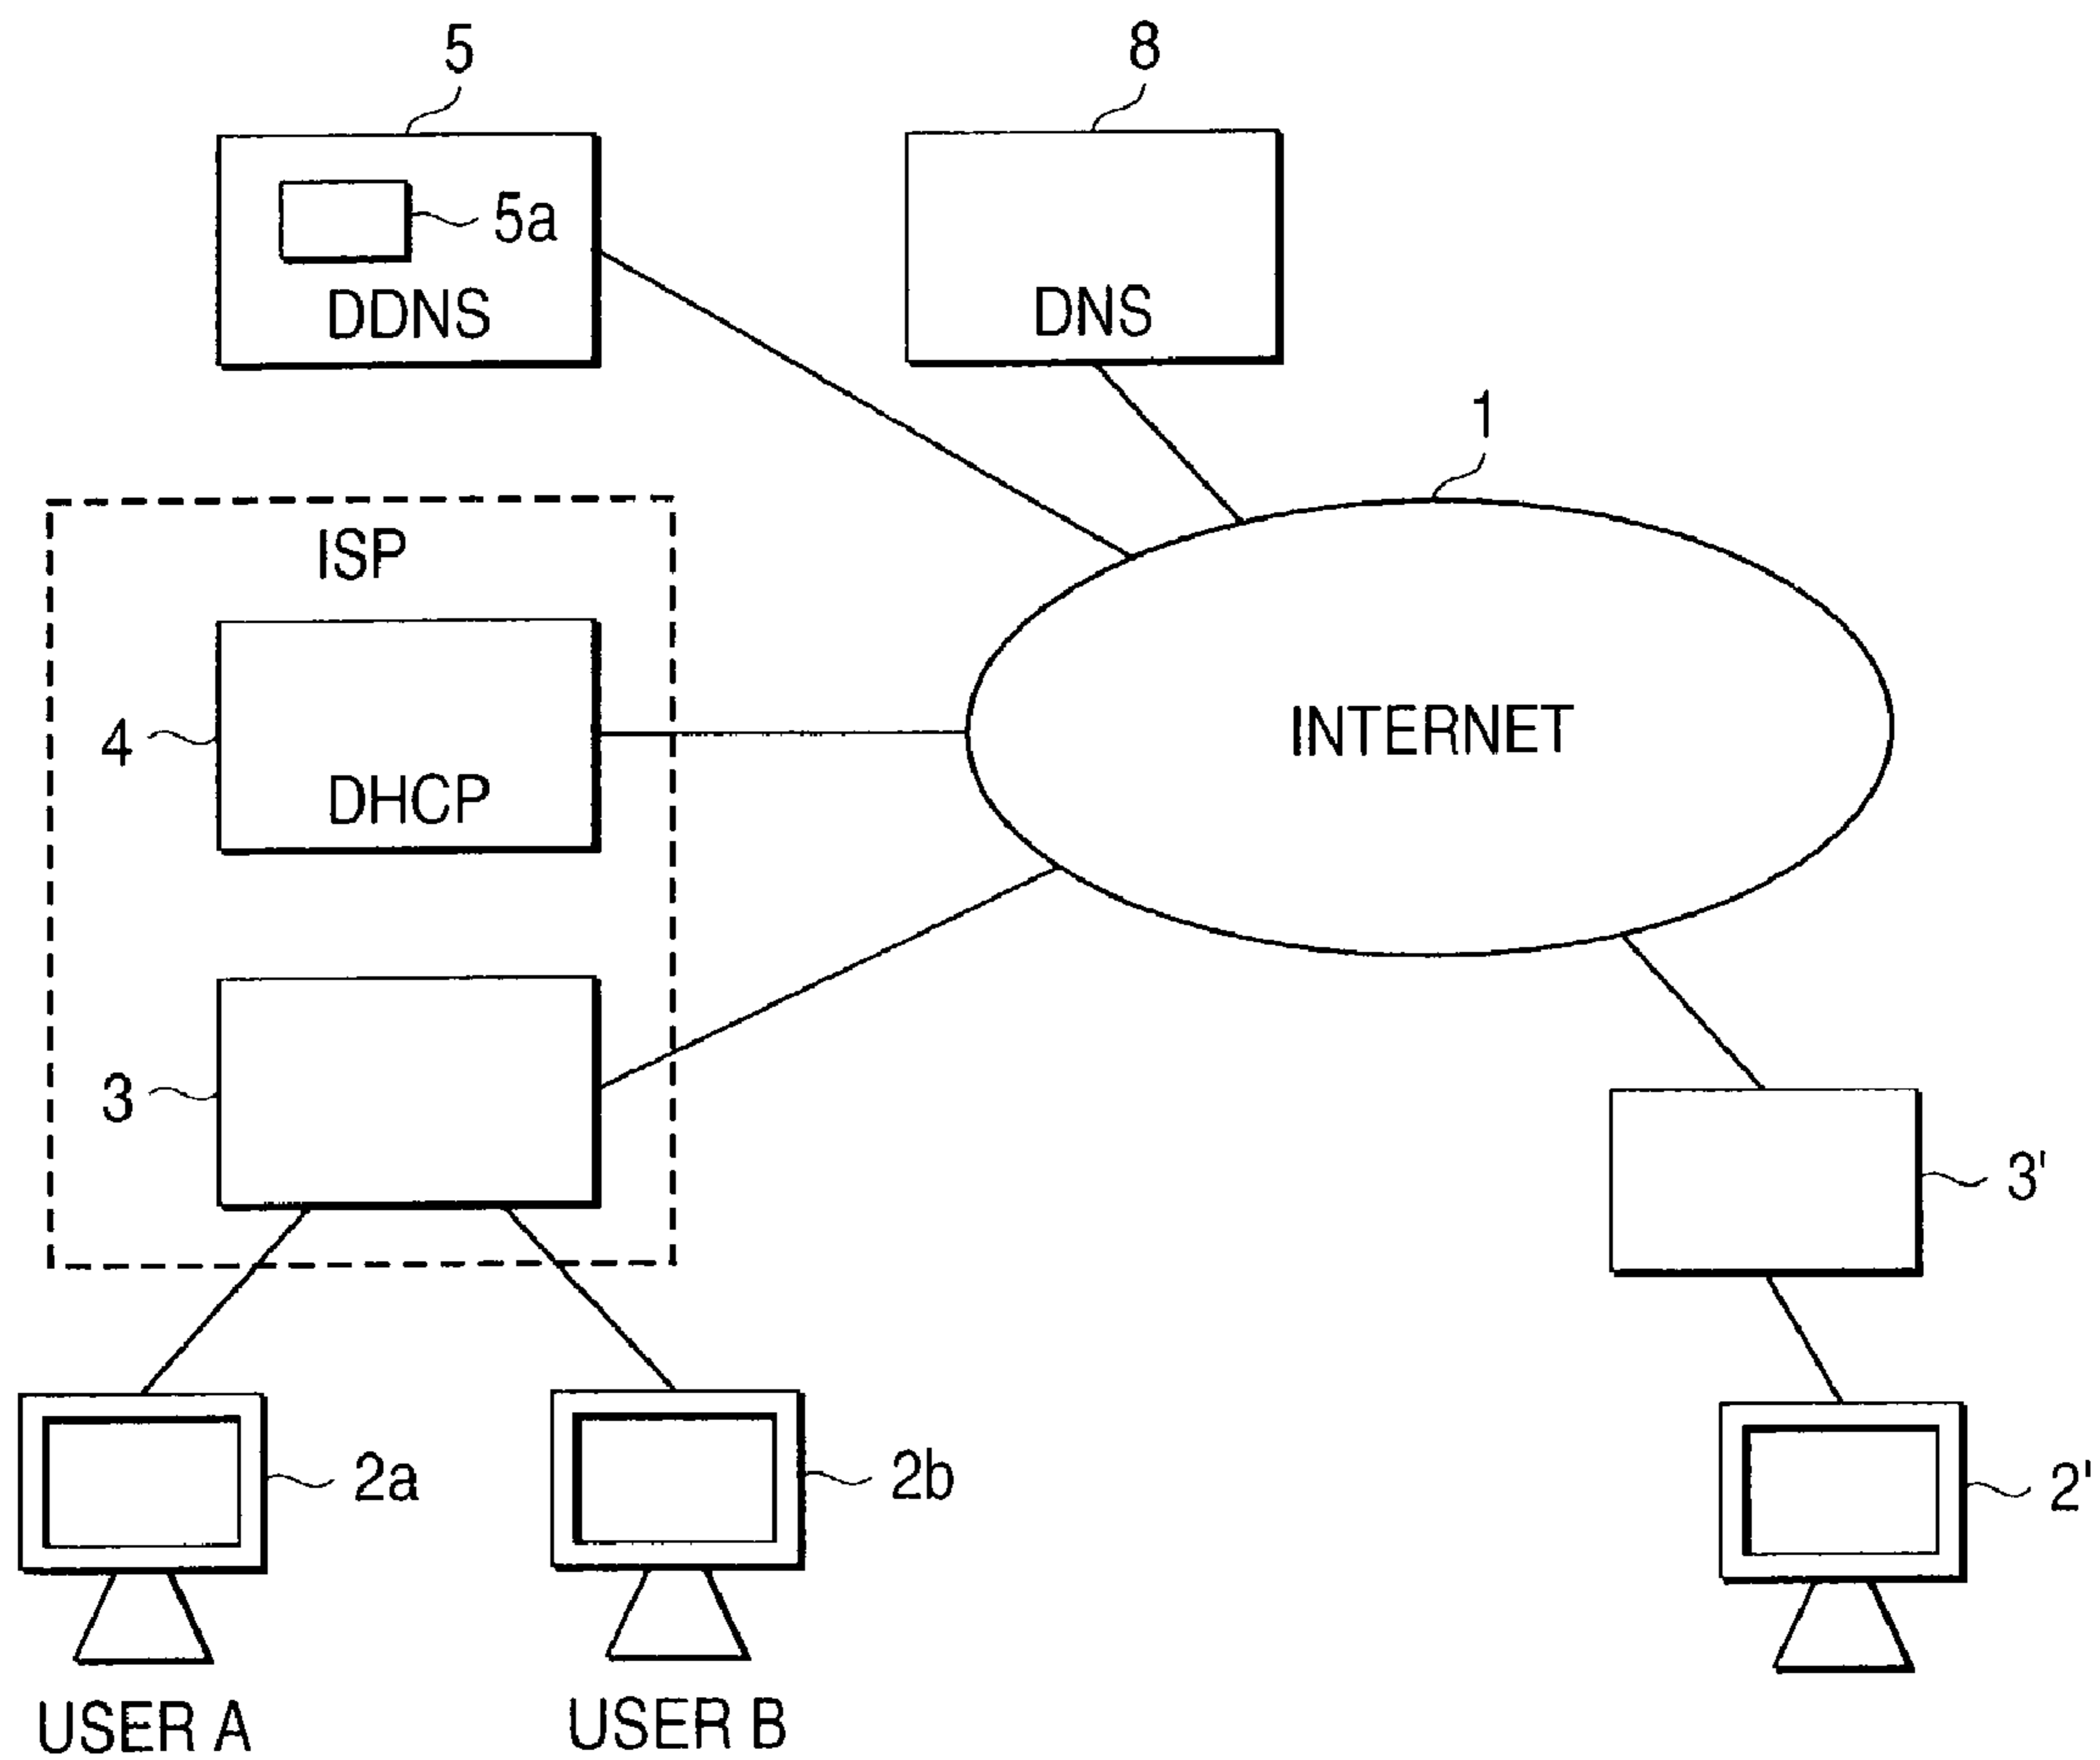 5
8
5a
DDNS
DNS
1
ISP
4
DHCP
INTERNET
3
3'
2a
2b
2'
USER A
USER B